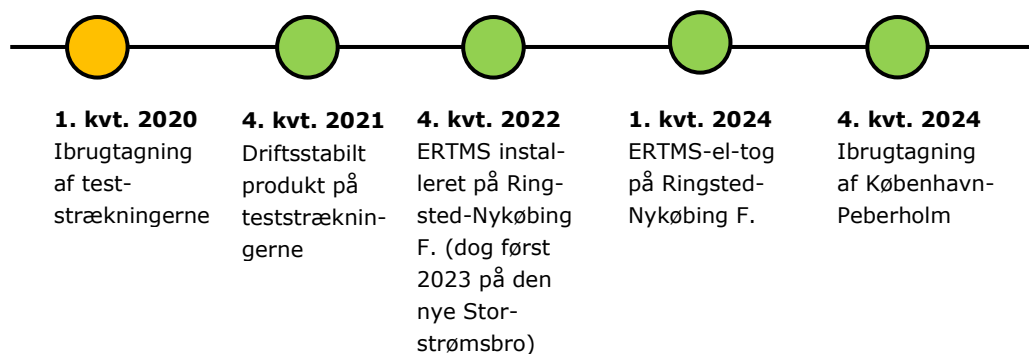 1. kvt. 2020
Ibrugtagning
af test-
strækningerne
4. kvt. 2021
Driftsstabilt
produkt på
teststræknin-
gerne
4. kvt. 2022
ERTMS instal-
leret på Ring-
sted-Nykøbing
F. (dog først
2023 på den
nye Stor-
strømsbro)
1. kvt. 2024
ERTMS-el-tog
på Ringsted-
Nykøbing F.
4. kvt. 2024
Ibrugtagning
af København-
Peberholm